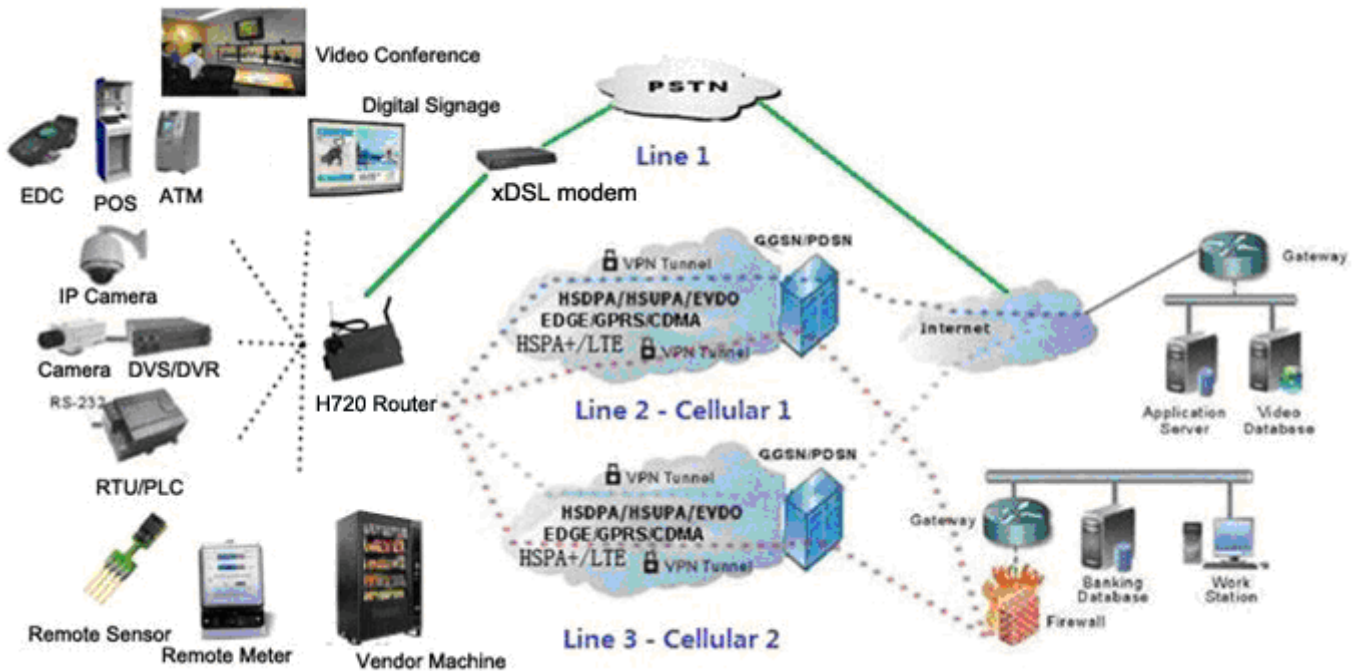 Video Conference
PSTN
Digital Signage
Line 1
EDC
POS
ATM
xDSL modem
IP Camera
GGSN/PDSN
VPN Tunnel
HSDPA/HSUPA/EVDO
EDGE/GPRS/CDMA
HSPA+/LTE
VPN Tunnel
Internet
Gateway
Camera
DVS/DVR
RS-232
H720 Router
Line 2 - Cellular 1
Application
Server
Video
Database
RTU/PLC
GGSN/PDSN
VPN Tunnel
HSDPA/HSUPA/EVDO
EDGE/GPRS/CDMA
HSPA+/LTE
VPN Tunnel
Gateway
Banking
Database
Work
Station
Firewall
Remote Sensor
Remote Meter
Vendor Machine
Line 3 - Cellular 2